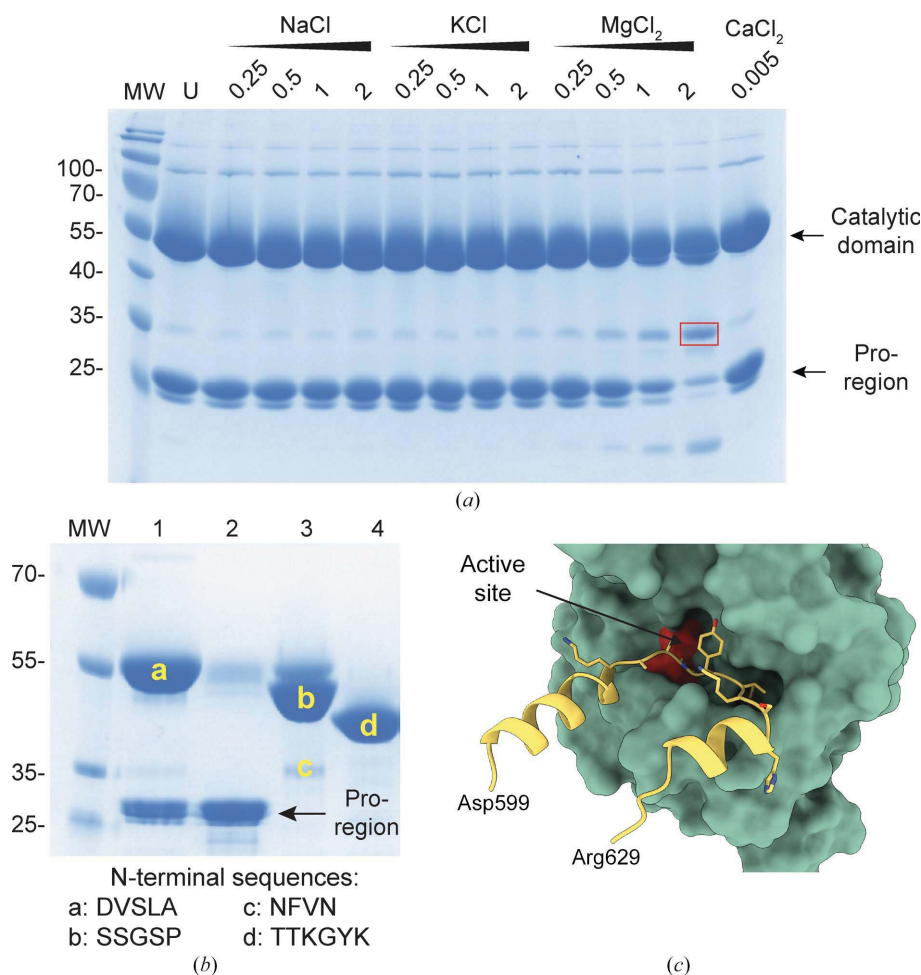 NaCl KCl MgCl₂ CaCl₂
MW U 0.25 0.5 1 2 0.25 0.5 1 2 0.25 0.5 1 2 0.005
100-
70-
55-
40-
35-
25-
Catalytic
domain
Pro-
region
(a)
MW 1 2 3 4
70-
55-
35-
25-
a
b
c
d
Pro-
region
N-terminal sequences:
a: DVSLA c: NFVN
b: SSGSP d: TTKGYK
(b)
Active
site
Asp599
Arg629
(c)